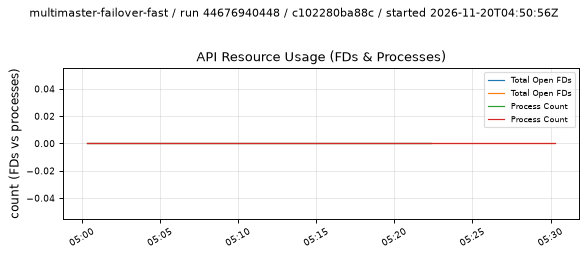 multimaster-failover-fast / run 44676940448 / c102280ba88c / started 2026-11-20T04:50:56Z
API Resource Usage (FDs & Processes)
count (FDs vs processes)
0.04
0.02
0.00
−0.02
−0.04
Total Open FDs
Total Open FDs
Process Count
Process Count
05:00
05:05
05:10
05:15
05:20
05:25
05:30